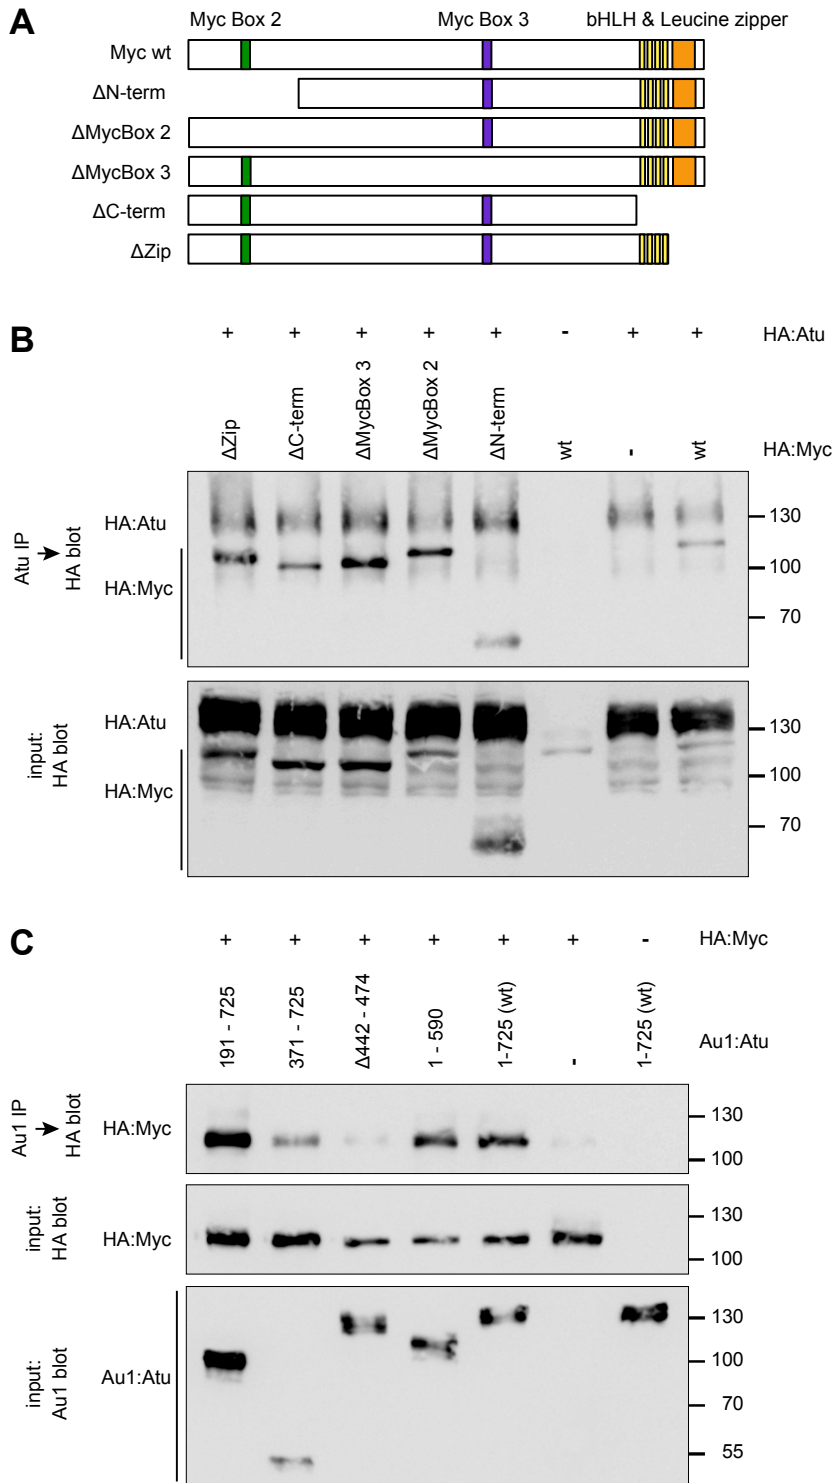 A
Myc Box 2 Myc Box 3 bHLH & Leucine zipper
Myc wt
ΔN-term
ΔMycBox 2
ΔMycBox 3
ΔC-term
ΔZip
B
+ + + + + - + + HA:Atu
ΔZip ΔC-term ΔMycBox 3 ΔMycBox 2 ΔN-term wt - wt HA:Myc
Atu IP → HA blot
HA:Atu
HA:Myc
130
100
70
input: HA blot
HA:Atu
HA:Myc
130
100
70
C
+ + + + + + - HA:Myc
191 - 725 371 - 725 Δ442 - 474 1 - 590 1-725 (wt) - 1-725 (wt) Au1:Atu
Au1 IP → HA blot
HA:Myc
130
100
input: HA blot
HA:Myc
130
100
input: Au1 blot
Au1:Atu
130
100
70
55